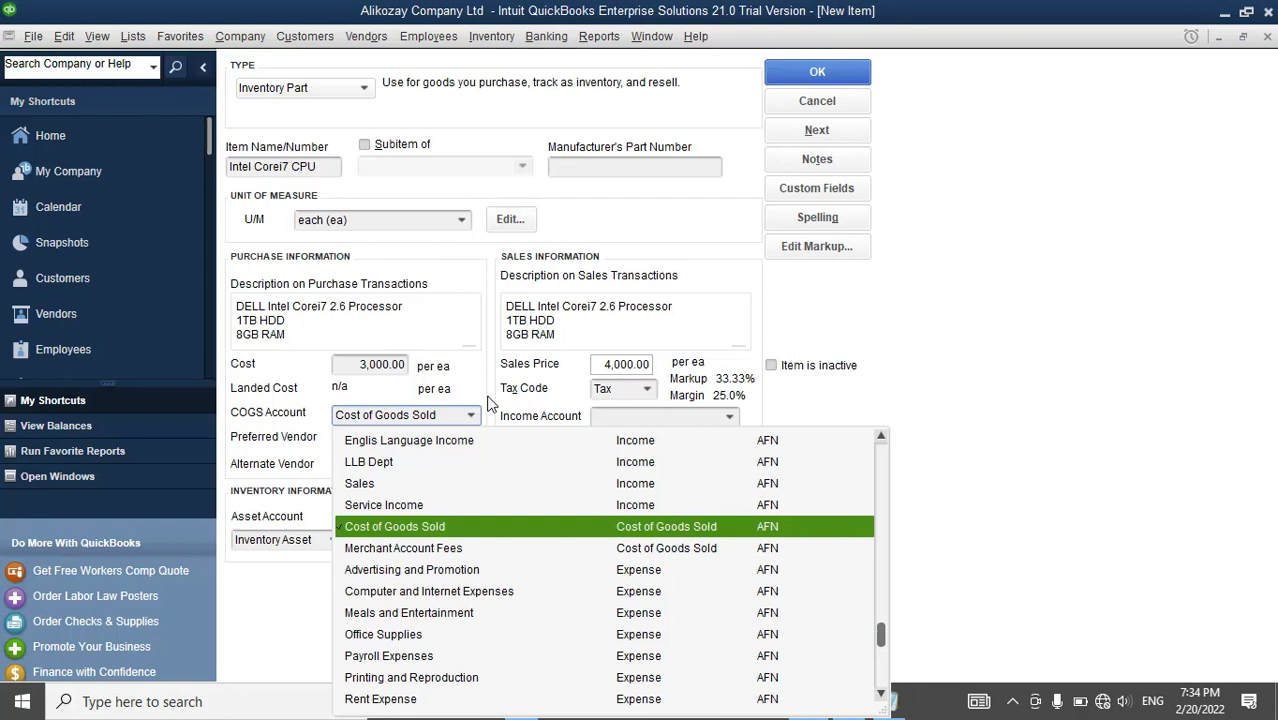 Alikozay Company Ltd - Intuit QuickBooks Enterprise Solutions 21.0 Trial Version - [New Item]
File Edit View Lists Favorites Company Customers Vendors Employees Inventory Banking Reports Window Help
Search Company or Help
My Shortcuts
Home
My Company
Calendar
Snapshots
Customers
Vendors
Employees
My Shortcuts
View Balances
Run Favorite Reports
Open Windows
Do More With QuickBooks
Get Free Workers Comp Quote
Order Labor Law Posters
Order Checks & Supplies
Promote Your Business
Finance with Confidence
TYPE
Inventory Part
Use for goods you purchase, track as inventory, and resell.
OK
Cancel
Next
Notes
Custom Fields
Spelling
Edit Markup...
Item Name/Number
Subitem of
Manufacturer's Part Number
Intel Corei7 CPU
UNIT OF MEASURE
U/M each (ea) Edit...
PURCHASE INFORMATION
Description on Purchase Transactions
DELL Intel Corei7 2.6 Processor
1TB HDD
8GB RAM
Cost 3,000.00 per ea
Landed Cost n/a per ea
COGS Account Cost of Goods Sold
Preferred Vendor
Alternate Vendor
SALES INFORMATION
Description on Sales Transactions
DELL Intel Corei7 2.6 Processor
1TB HDD
8GB RAM
Sales Price 4,000.00 per ea
Markup 33.33%
Tax Code Tax
Margin 25.0%
Income Account
Item is inactive
INVENTORY INFORMA
Asset Account
Inventory Asset
Englis Language Income Income AFN
LLB Dept Income AFN
Sales Income AFN
Service Income Income AFN
✓ Cost of Goods Sold Cost of Goods Sold AFN
Merchant Account Fees Cost of Goods Sold AFN
Advertising and Promotion Expense AFN
Computer and Internet Expenses Expense AFN
Meals and Entertainment Expense AFN
Office Supplies Expense AFN
Payroll Expenses Expense AFN
Printing and Reproduction Expense AFN
Rent Expense Expense AFN
Type here to search
ENG
7:34 PM
2/20/2022